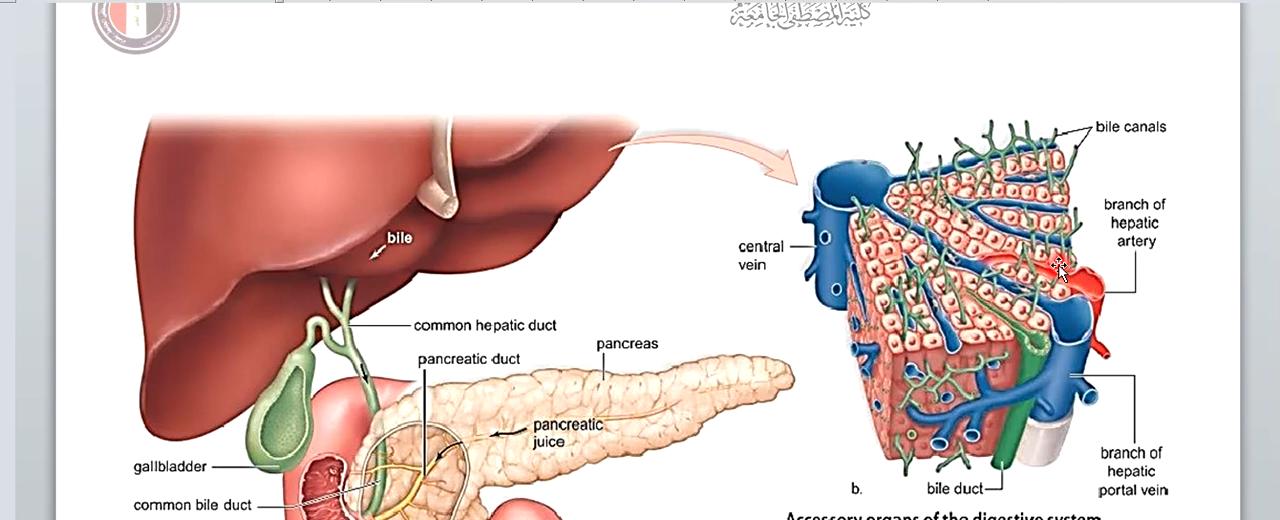 كلية المصطفى الجامعة
bile canals
branch of
hepatic
artery
central
vein
bile
common hepatic duct
pancreas
pancreatic duct
pancreatic
juice
gallbladder
common bile duct
b.
bile duct
branch of
hepatic
portal vein
Accessory organs of the digestive system